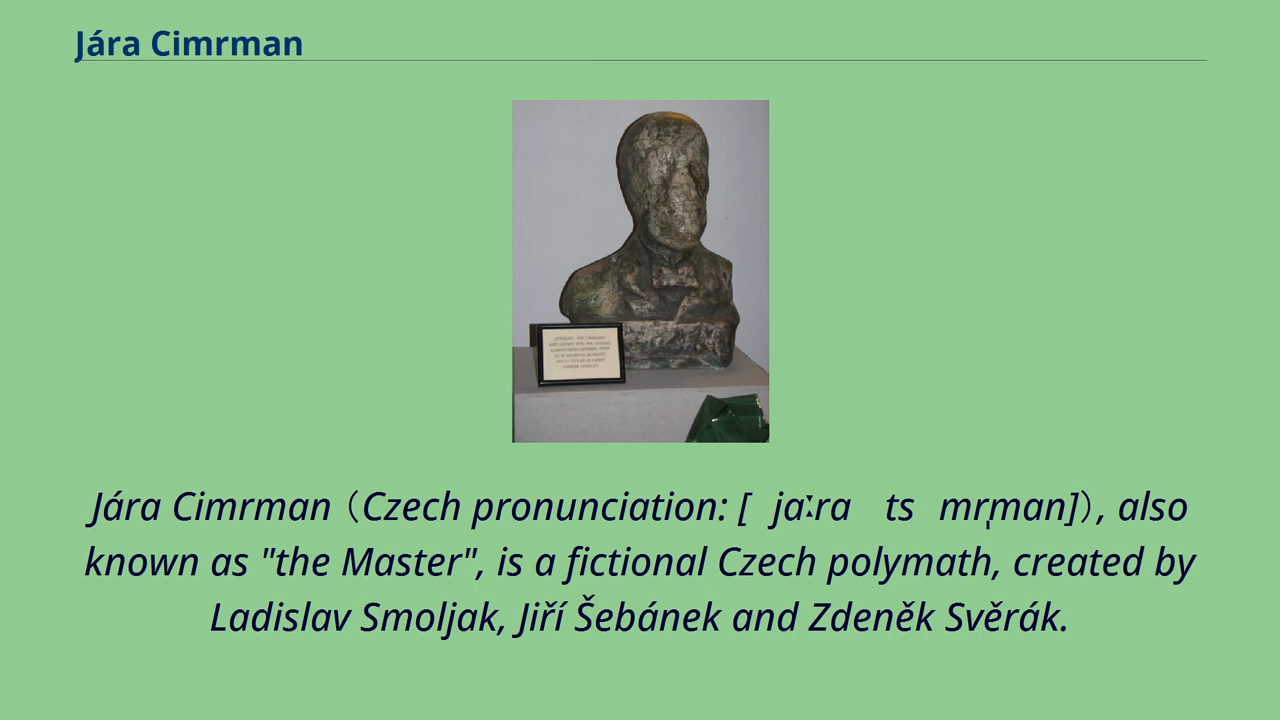 Jára Cimrman
Jára Cimrman（Czech pronunciation: [ jaːra ts mr̩man]）, also
known as "the Master", is a fictional Czech polymath, created by
Ladislav Smoljak, Jiří Šebánek and Zdeněk Svěrák.